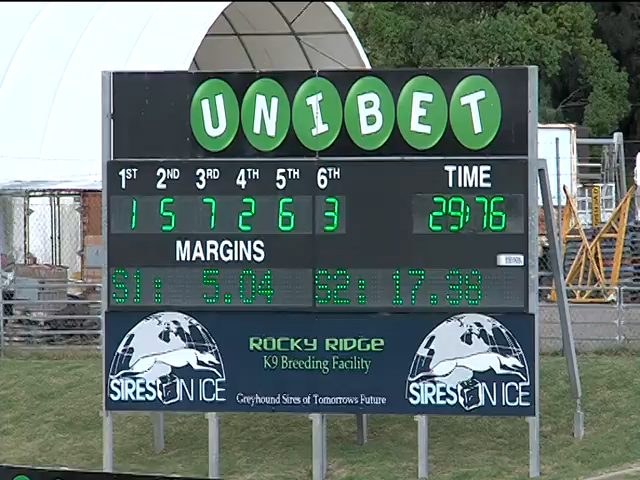 UNIBET
1ST 2ND 3RD 4TH 5TH 6TH TIME
1 5 7 2 6 3 29:76
MARGINS
S1: 5.04 S2: 17.38
ROCKY RIDGE
K9 Breeding Facility
SIRES ON ICE
SIRES ON ICE
Greyhound Sires of Tomorrows Future